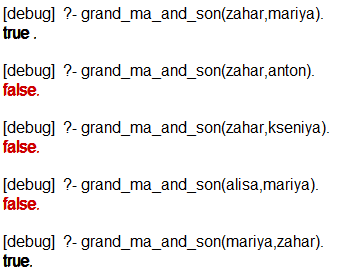 [debug]  ?- grand_ma_and_son(zahar,mariya).
true .
[debug]  ?- grand_ma_and_son(zahar,anton).
false.
[debug]  ?- grand_ma_and_son(zahar,kseniya).
false.
[debug]  ?- grand_ma_and_son(alisa,mariya).
false.
[debug]  ?- grand_ma_and_son(mariya,zahar).
true.